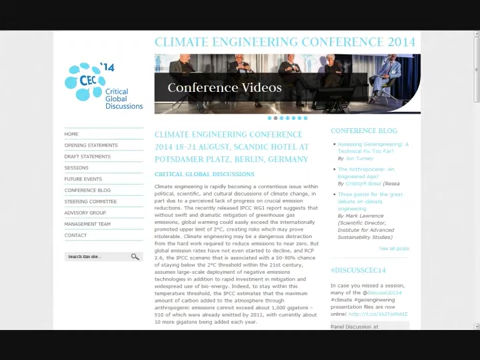 CLIMATE ENGINEERING CONFERENCE 2014
'14
CEC
Critical
Global
Discussions
Conference Videos
HOME
OPENING STATEMENTS
DRAFT STATEMENTS
SESSIONS
FUTURE EVENTS
CONFERENCE BLOG
STEERING COMMITTEE
ADVISORY GROUP
MANAGEMENT TEAM
CONTACT
Search this site...
CLIMATE ENGINEERING CONFERENCE
2014 18-21 AUGUST, SCANDIC HOTEL AT
POTSDAMER PLATZ, BERLIN, GERMANY
CRITICAL GLOBAL DISCUSSIONS
Climate engineering is rapidly becoming a contentious issue within
political, scientific, and cultural discussions of climate change, in
part due to a perceived lack of progress on crucial emission
reductions. The recently released IPCC WG3 report suggests that
without swift and dramatic mitigation of greenhouse gas
emissions, global warming could easily exceed the internationally
agreed upper limit of 2°C, creating risks which may prove
intolerable. Climate engineering may be a dangerous distraction
from the hard work required to reduce emissions to near zero. But
global emission rates have not even started to decline, and RCP
2.6, the IPCC scenario that is associated with a 50-90% chance
of staying below the 2°C threshold within the 21st century,
assumes large-scale deployment of negative emissions
technologies in addition to rapid investment in mitigation and
widespread use of bio-energy. Indeed, to stay within this
temperature threshold, the IPCC estimates that the maximum
amount of carbon added to the atmosphere through
anthropogenic emissions cannot exceed about 1,000 gigatons –
of which were already emitted by 2011, with currently about
10 more gigatons being added each year.
CONFERENCE BLOG
Assessing Geoengineering: A
Technical Fix Too Far?
By Jon Turney
The Anthropocene: An
Engineered Age?
By
Three pieces for the great
debate on climate
engineering
By Mark Lawrence
(Scientific Director,
Institute for Advanced
Sustainability Studies)
See all posts
In case you missed a session,
many of the
#climate #geoengineering
presentation files are now
online!
Panel Discussion at